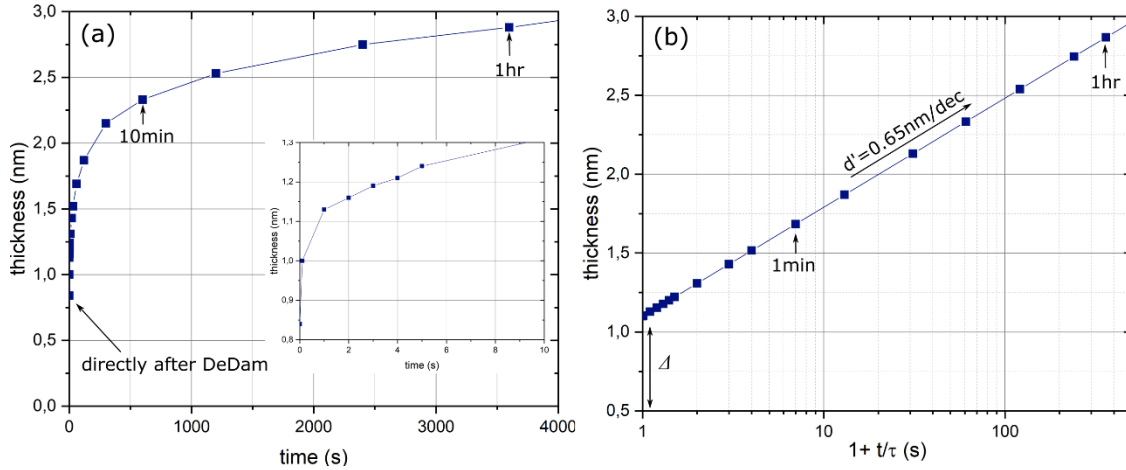 (a)
3,0
2,5
2,0
1,5
1,0
0,5
0,0
thickness (nm)
0
1000
2000
3000
4000
time (s)
10min
1hr
directly after DeDam
1,3
1,2
1,1
1,0
0,9
0,8
thickness (nm)
0
2
4
6
8
10
time (s)
(b)
3,0
2,5
2,0
1,5
1,0
0,5
thickness (nm)
1
10
100
1+ t/τ (s)
d'=0.65nm/dec
1min
1hr
Δ